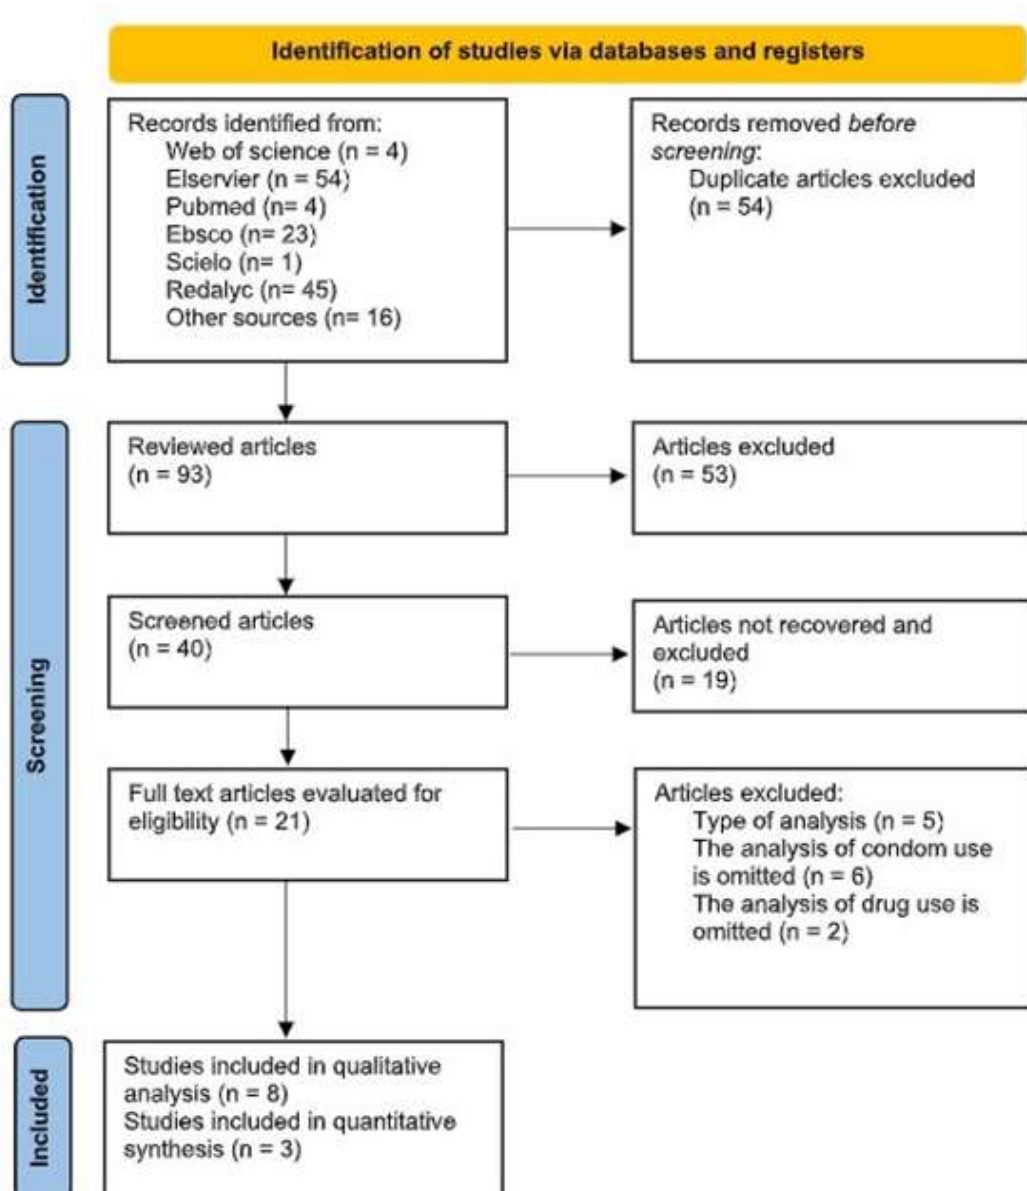 Identification of studies via databases and registers
Identification
Records identified from:
Web of science (n = 4)
Elservier (n = 54)
Pubmed (n= 4)
Ebsco (n= 23)
Scielo (n= 1)
Redalyc (n= 45)
Other sources (n= 16)
Records removed before
screening:
Duplicate articles excluded
(n = 54)
Screening
Reviewed articles
(n = 93)
Articles excluded
(n = 53)
Screened articles
(n = 40)
Articles not recovered and
excluded
(n = 19)
Full text articles evaluated for
eligibility (n = 21)
Articles excluded:
Type of analysis (n = 5)
The analysis of condom use
is omitted (n = 6)
The analysis of drug use is
omitted (n = 2)
Included
Studies included in qualitative
analysis (n = 8)
Studies included in quantitative
synthesis (n = 3)